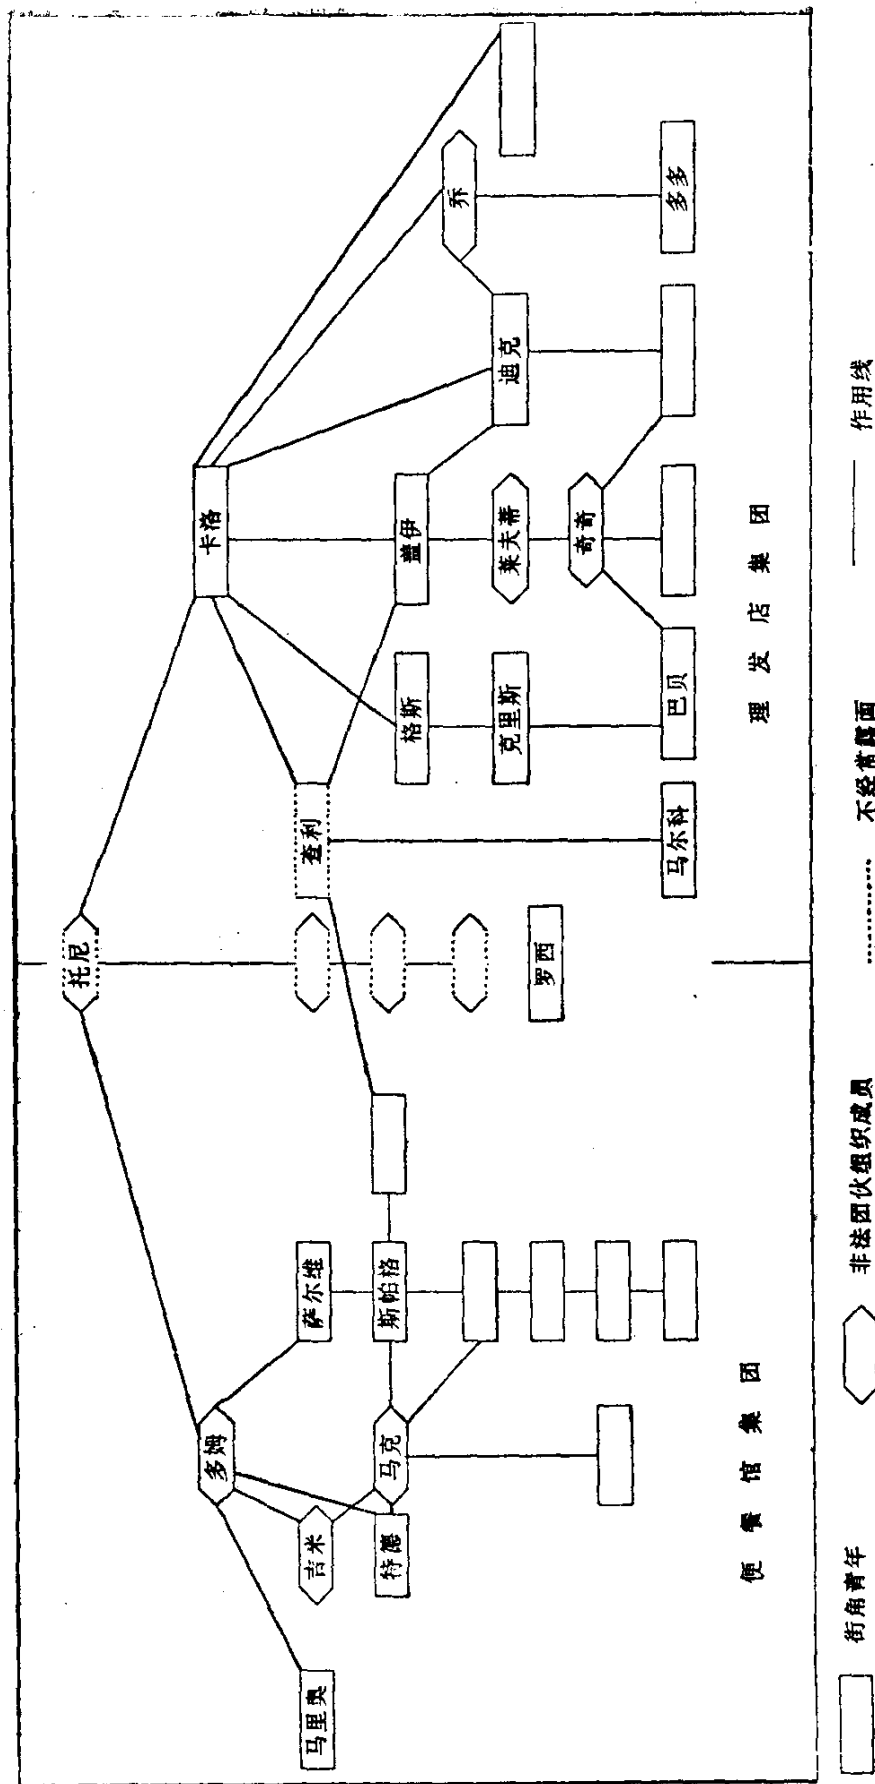 托尼
多姆
卡洛
马里奥
吉米
萨尔维
查利
特德
马克
斯帕格
格斯
盖伊
乔
罗西
克里斯
莱夫蒂
迪克
奇奇
马尔科
巴贝
多多
便餐馆集团
理发店集团
街角青年
非法团伙组织成员
不经常露面
作用线